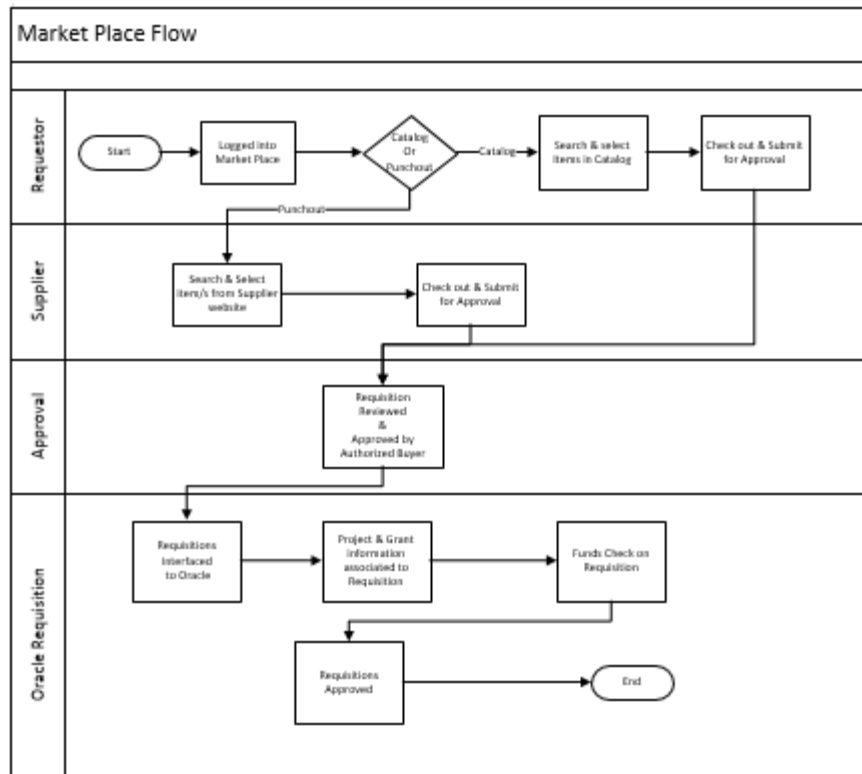 Market Place Flow
Requestor
Start
Logged into
Market Place
Catalog
Or
Punchout
Catalog
Search & select
Items in Catalog
Check out & Submit
for Approval
Punchout
Supplier
Search & Select
Item/s from Supplier
website
Check out & Submit
for Approval
Approval
Requisition
Reviewed
&
Approved by
Authorized Buyer
Oracle Requisition
Requisitions
Interfaced
to Oracle
Project & Grant
Information
associated to
Requisition
Funds Check on
Requisition
Requisitions
Approved
End